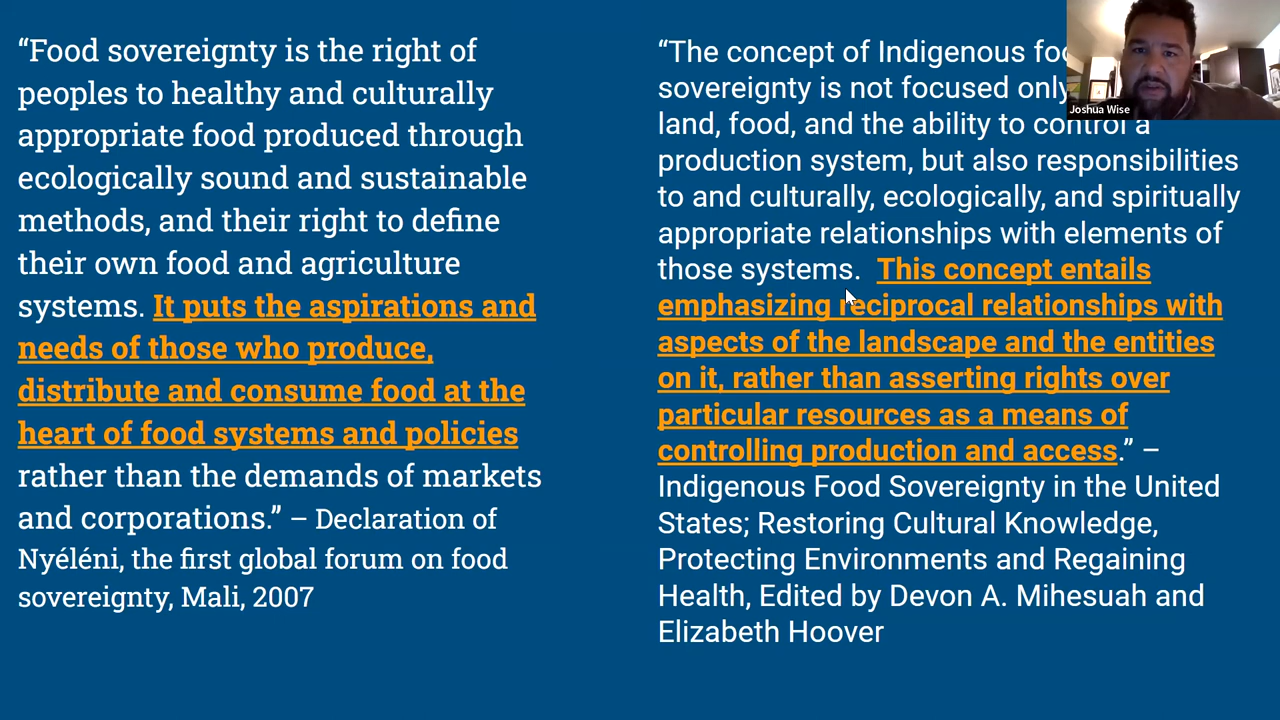 “Food sovereignty is the right of
peoples to healthy and culturally
appropriate food produced through
ecologically sound and sustainable
methods, and their right to define
their own food and agriculture
systems. It puts the aspirations and
needs of those who produce,
distribute and consume food at the
heart of food systems and policies
rather than the demands of markets
and corporations.” – Declaration of
Nyéléni, the first global forum on food
sovereignty, Mali, 2007
“The concept of Indigenous
sovereignty is not focused only
land, food, and the ability to control a
production system, but also responsibilities
to and culturally, ecologically, and spiritually
appropriate relationships with elements of
those systems.  This concept entails
emphasizing reciprocal relationships with
aspects of the landscape and the entities
on it, rather than asserting rights over
particular resources as a means of
controlling production and access.” –
Indigenous Food Sovereignty in the United
States; Restoring Cultural Knowledge,
Protecting Environments and Regaining
Health, Edited by Devon A. Mihesuah and
Elizabeth Hoover
Joshua Wise